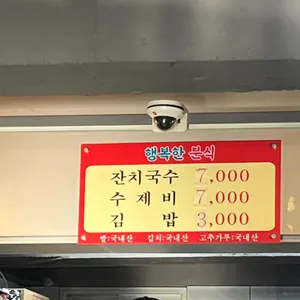 행복한 분식
잔치국수 7,000
수제비 7,000
김밥 3,000
쌀:국내산 김치:국내산 고추가루:국내산